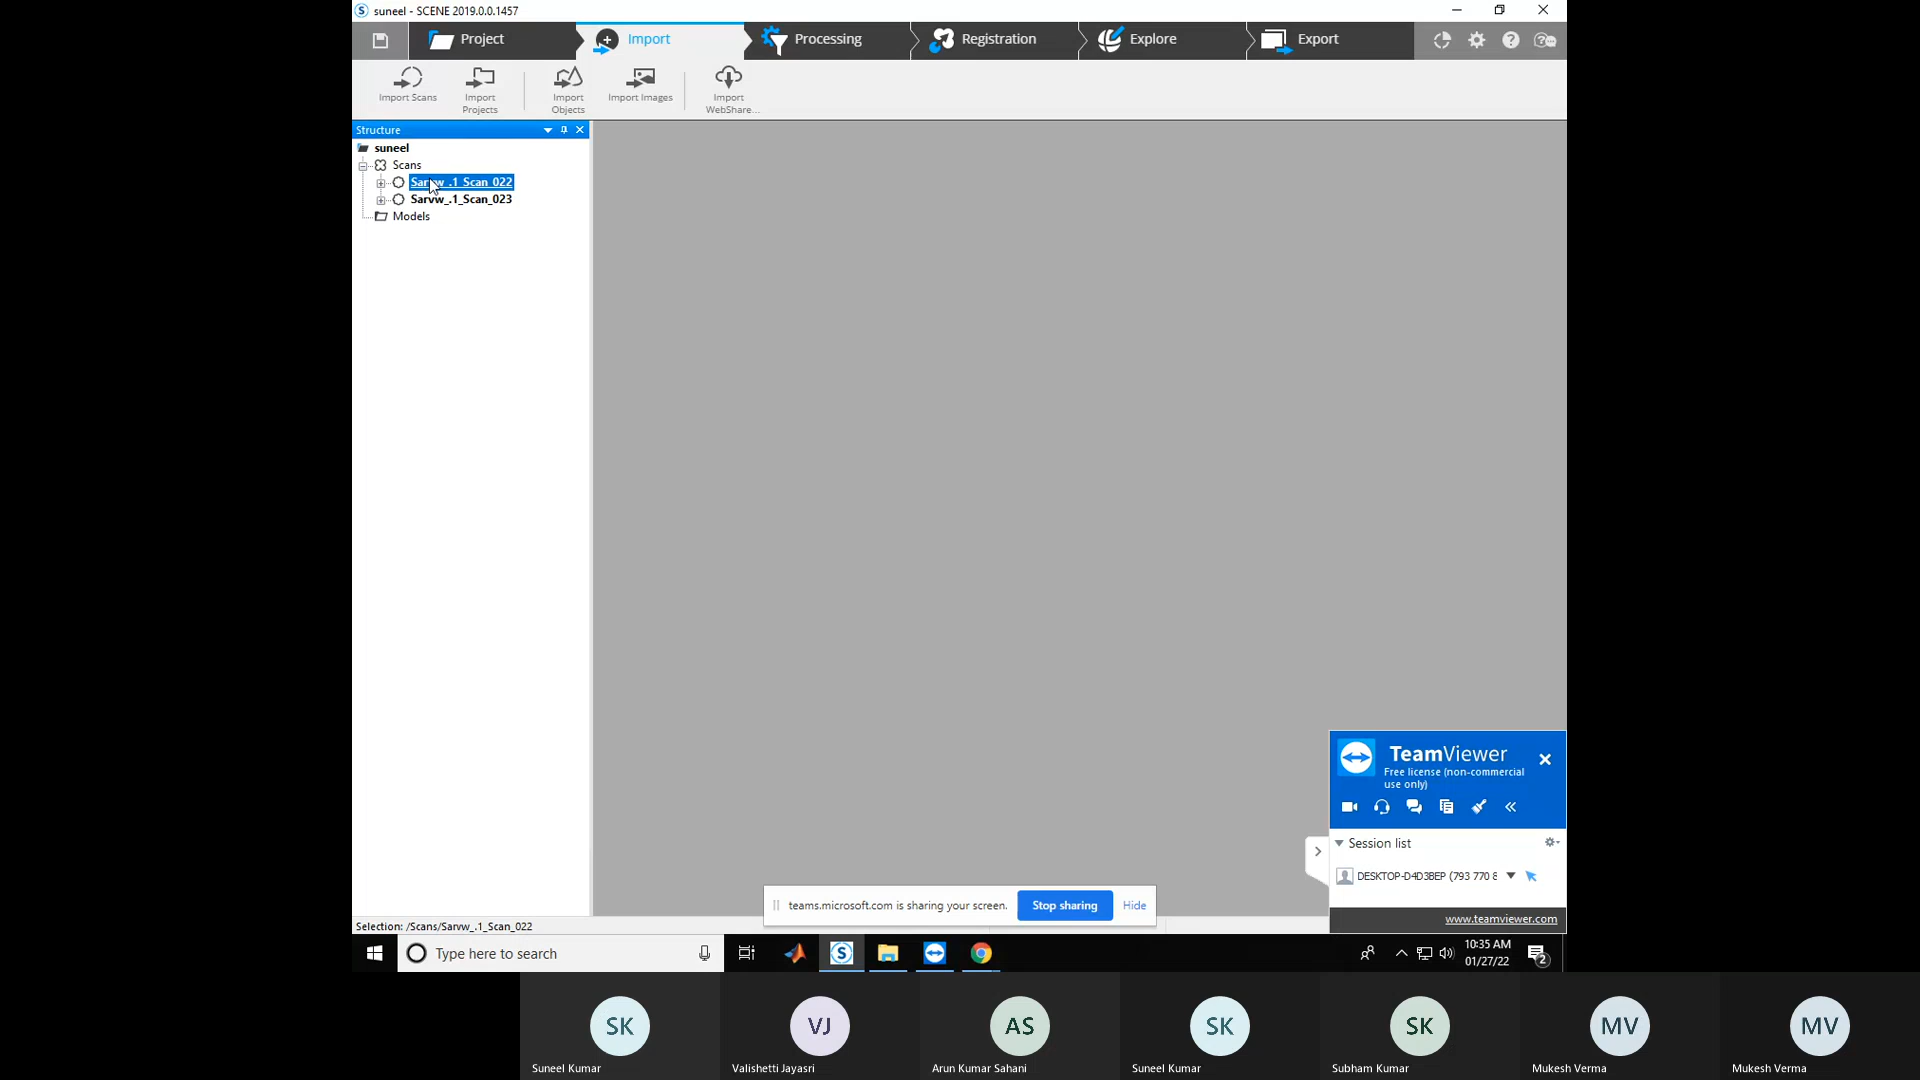 suneel - SCENE 2019.0.0.1457
Project
Import
Processing
Registration
Explore
Export
Import Scans
Import Projects
Import Objects
Import Images
Import WebShare...
Structure
suneel
Scans
Sarvw_.1_Scan_022
Sarvw_.1_Scan_023
Models
TeamViewer
Free license (non-commercial
use only)
Session list
DESKTOP-D4D3BEP (793 770 8
www.teamviewer.com
teams.microsoft.com is sharing your screen.
Stop sharing
Hide
Selection: /Scans/Sarvw_.1_Scan_022
Type here to search
10:35 AM
01/27/22
2
SK
VJ
AS
SK
SK
MV
MV
Suneel Kumar
Valishetti Jayasri
Arun Kumar Sahani
Suneel Kumar
Subham Kumar
Mukesh Verma
Mukesh Verma